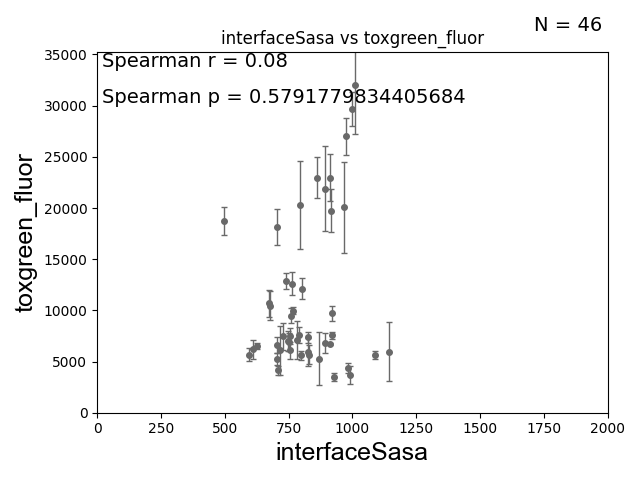 N = 46
interfaceSasa vs toxgreen_fluor
Spearman r = 0.08
Spearman p = 0.5791779834405684
toxgreen_fluor
35000
30000
25000
20000
15000
10000
5000
0
0 250 500 750 1000 1250 1500 1750 2000
interfaceSasa